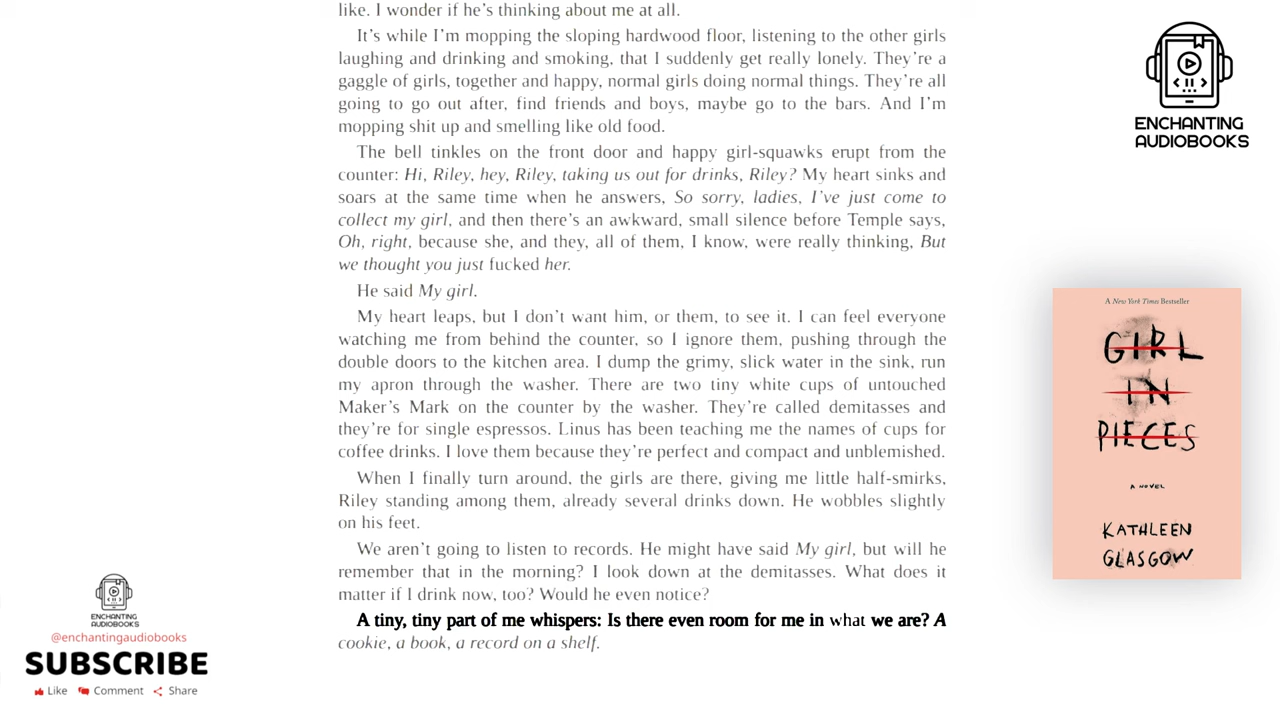 like. I wonder if he's thinking about me at all.
It's while I'm mopping the sloping hardwood floor, listening to the other girls
laughing and drinking and smoking, that I suddenly get really lonely. They're a
gaggle of girls, together and happy, normal girls doing normal things. They're all
going to go out after, find friends and boys, maybe go to the bars. And I'm
mopping shit up and smelling like old food.
The bell tinkles on the front door and happy girl-squawks erupt from the
counter: Hi, Riley, hey, Riley, taking us out for drinks, Riley? My heart sinks and
soars at the same time when he answers, So sorry, ladies, I've just come to
collect my girl, and then there's an awkward, small silence before Temple says,
Oh, right, because she, and they, all of them, I know, were really thinking, But
we thought you just fucked her.
He said My girl.
My heart leaps, but I don't want him, or them, to see it. I can feel everyone
watching me from behind the counter, so I ignore them, pushing through the
double doors to the kitchen area. I dump the grimy, slick water in the sink, run
my apron through the washer. There are two tiny white cups of untouched
Maker's Mark on the counter by the washer. They're called demitasses and
they're for single espressos. Linus has been teaching me the names of cups for
coffee drinks. I love them because they're perfect and compact and unblemished.
When I finally turn around, the girls are there, giving me little half-smirks,
Riley standing among them, already several drinks down. He wobbles slightly
on his feet.
We aren't going to listen to records. He might have said My girl, but will he
remember that in the morning? I look down at the demitasses. What does it
matter if I drink now, too? Would he even notice?
A tiny, tiny part of me whispers: Is there even room for me in what we are? A
cookie, a book, a record on a shelf.
ENCHANTING
AUDIOBOOKS
A New York Times Bestseller
GIRL
IN
PIECES
A NOVEL
KATHLEEN
GLASGOW
ENCHANTING
AUDIOBOOKS
@enchantingaudiobooks
SUBSCRIBE
Like Comment Share